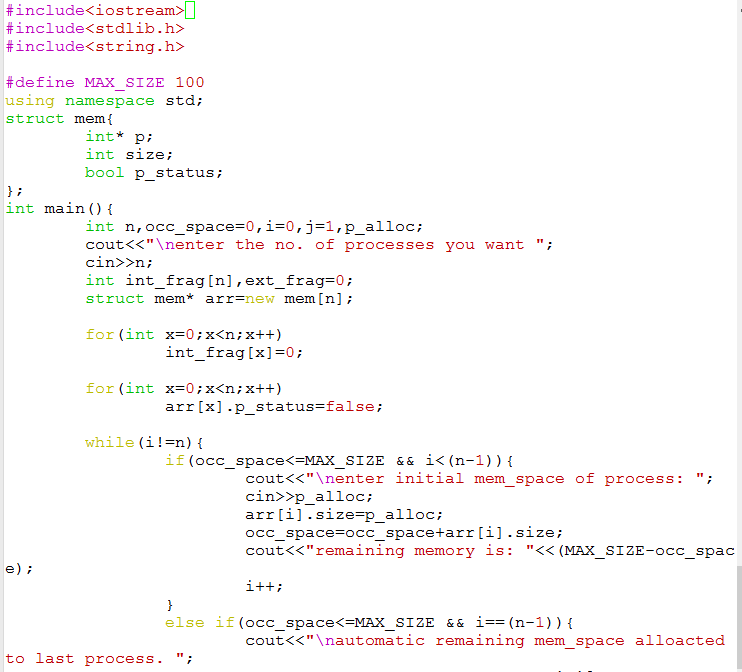 #include<iostream>
#include<stdlib.h>
#include<string.h>

#define MAX_SIZE 100
using namespace std;
struct mem{
        int* p;
        int size;
        bool p_status;
};
int main(){
        int n,occ_space=0,i=0,j=1,p_alloc;
        cout<<"\nenter the no. of processes you want ";
        cin>>n;
        int int_frag[n],ext_frag=0;
        struct mem* arr=new mem[n];

        for(int x=0;x<n;x++)
                int_frag[x]=0;

        for(int x=0;x<n;x++)
                arr[x].p_status=false;

        while(i!=n){
                if(occ_space<=MAX_SIZE && i<(n-1)){
                        cout<<"\nenter initial mem_space of process: ";
                        cin>>p_alloc;
                        arr[i].size=p_alloc;
                        occ_space=occ_space+arr[i].size;
                        cout<<"remaining memory is: "<<(MAX_SIZE-occ_spac
e);
                        i++;
                }
                else if(occ_space<=MAX_SIZE && i==(n-1)){
                        cout<<"\nautomatic remaining mem_space alloacted
to last process. ";